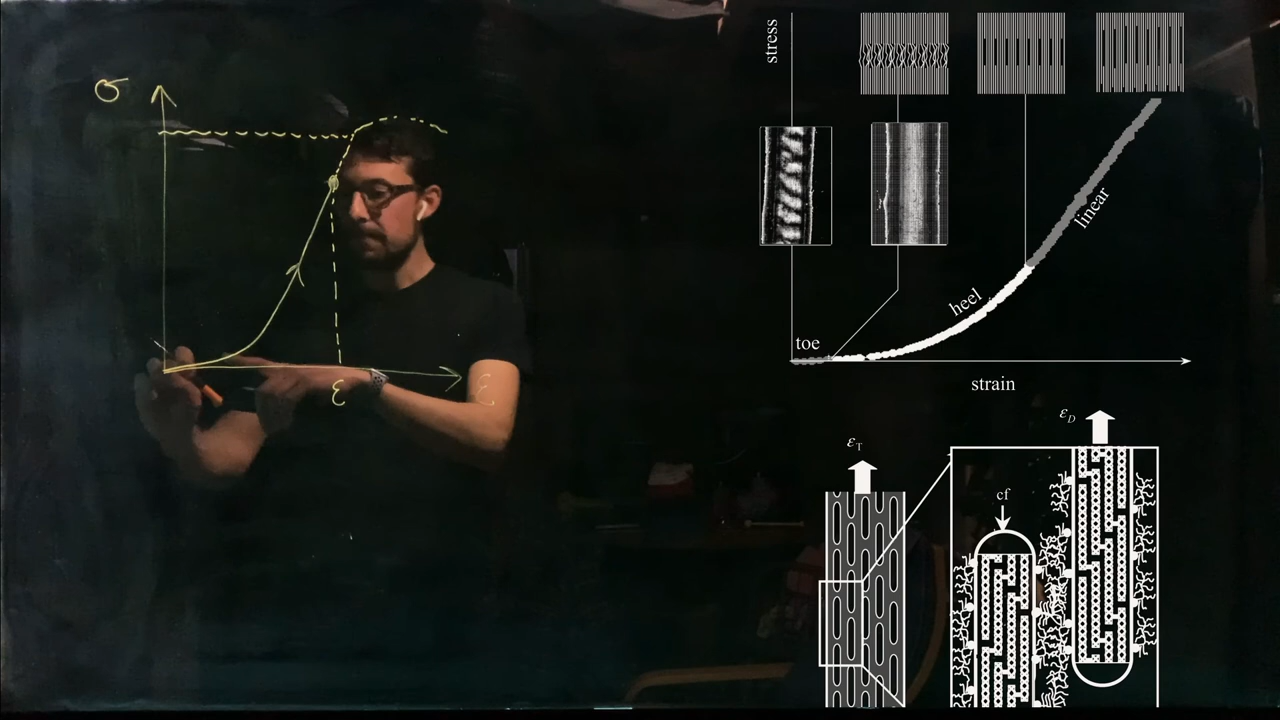 σ
ε
ε
stress
toe
heel
linear
strain
ε_T
ε_D
cf